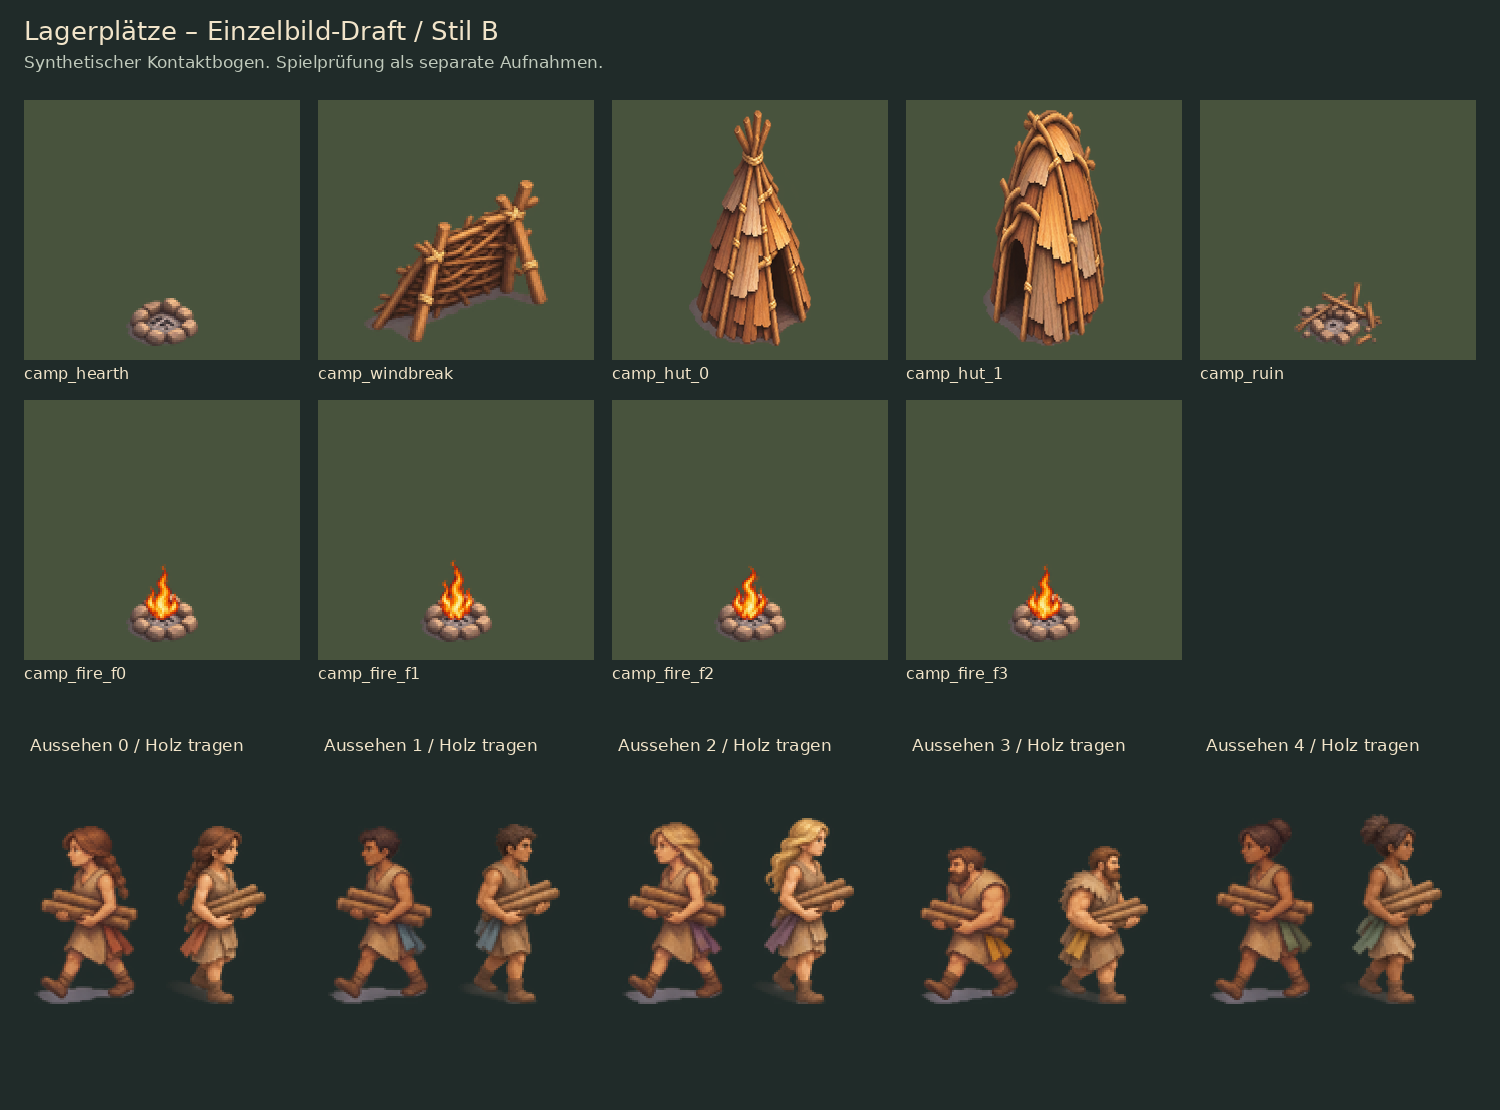 Lagerplätze – Einzelbild-Draft / Stil B
Synthetischer Kontaktbogen. Spielprüfung als separate Aufnahmen.
camp_hearth
camp_windbreak
camp_hut_0
camp_hut_1
camp_ruin
camp_fire_f0
camp_fire_f1
camp_fire_f2
camp_fire_f3
Aussehen 0 / Holz tragen
Aussehen 1 / Holz tragen
Aussehen 2 / Holz tragen
Aussehen 3 / Holz tragen
Aussehen 4 / Holz tragen